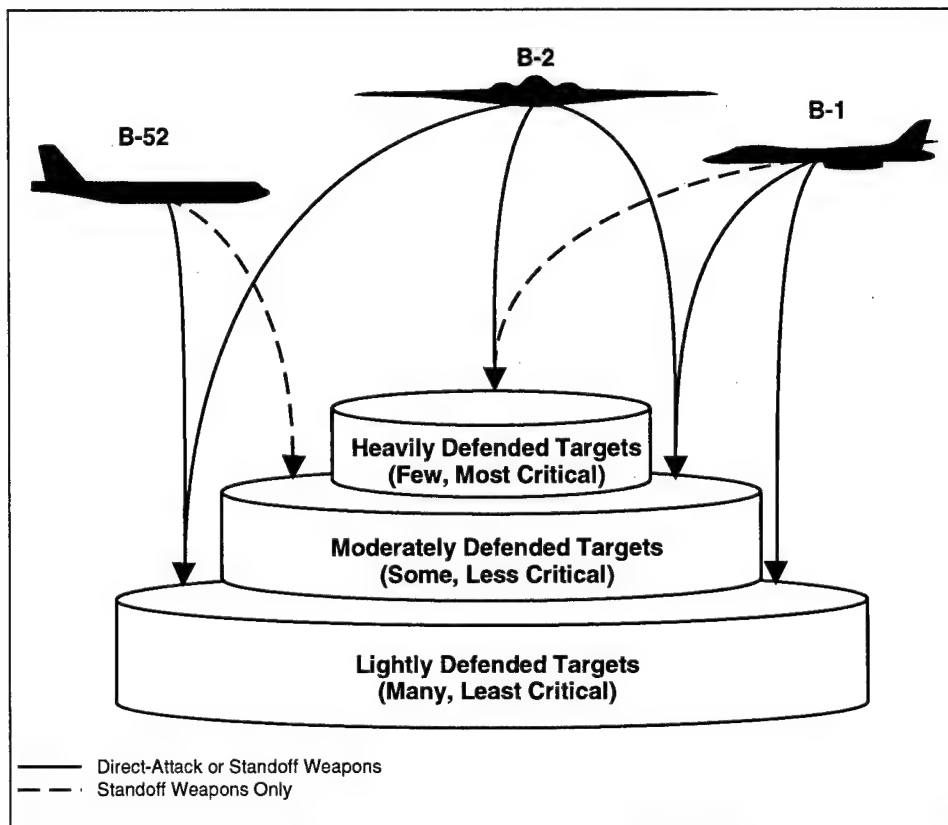 B-2
B-52
B-1
Heavily Defended Targets
(Few, Most Critical)
Moderately Defended Targets
(Some, Less Critical)
Lightly Defended Targets
(Many, Least Critical)
Direct-Attack or Standoff Weapons
Standoff Weapons Only